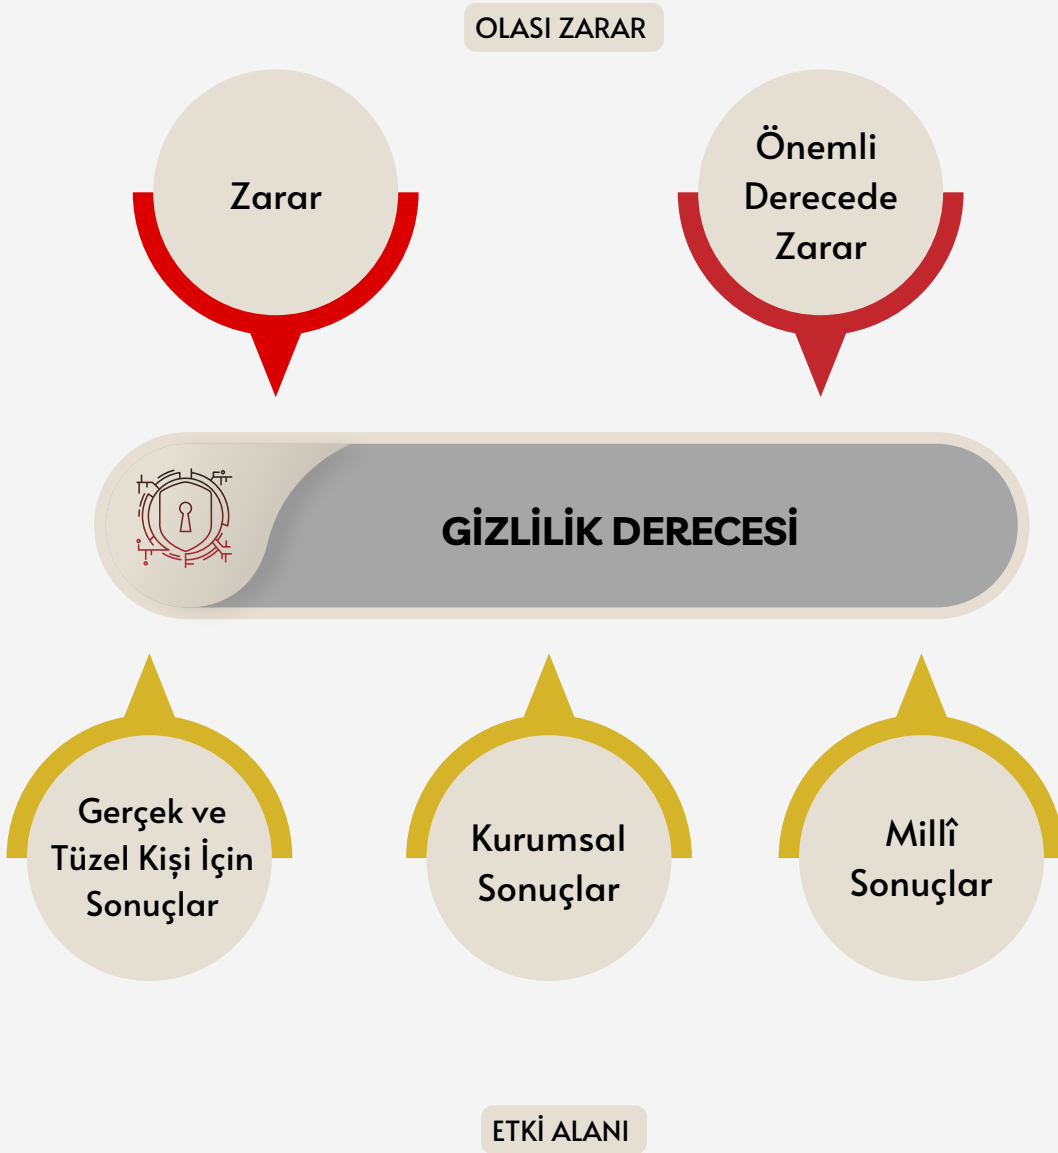 OLASI ZARAR
Zarar
Önemli
Derecede
Zarar
GİZLİLİK DERECESİ
Gerçek ve
Tüzel Kişi İçin
Sonuçlar
Kurumsal
Sonuçlar
Millî
Sonuçlar
ETKİ ALANI